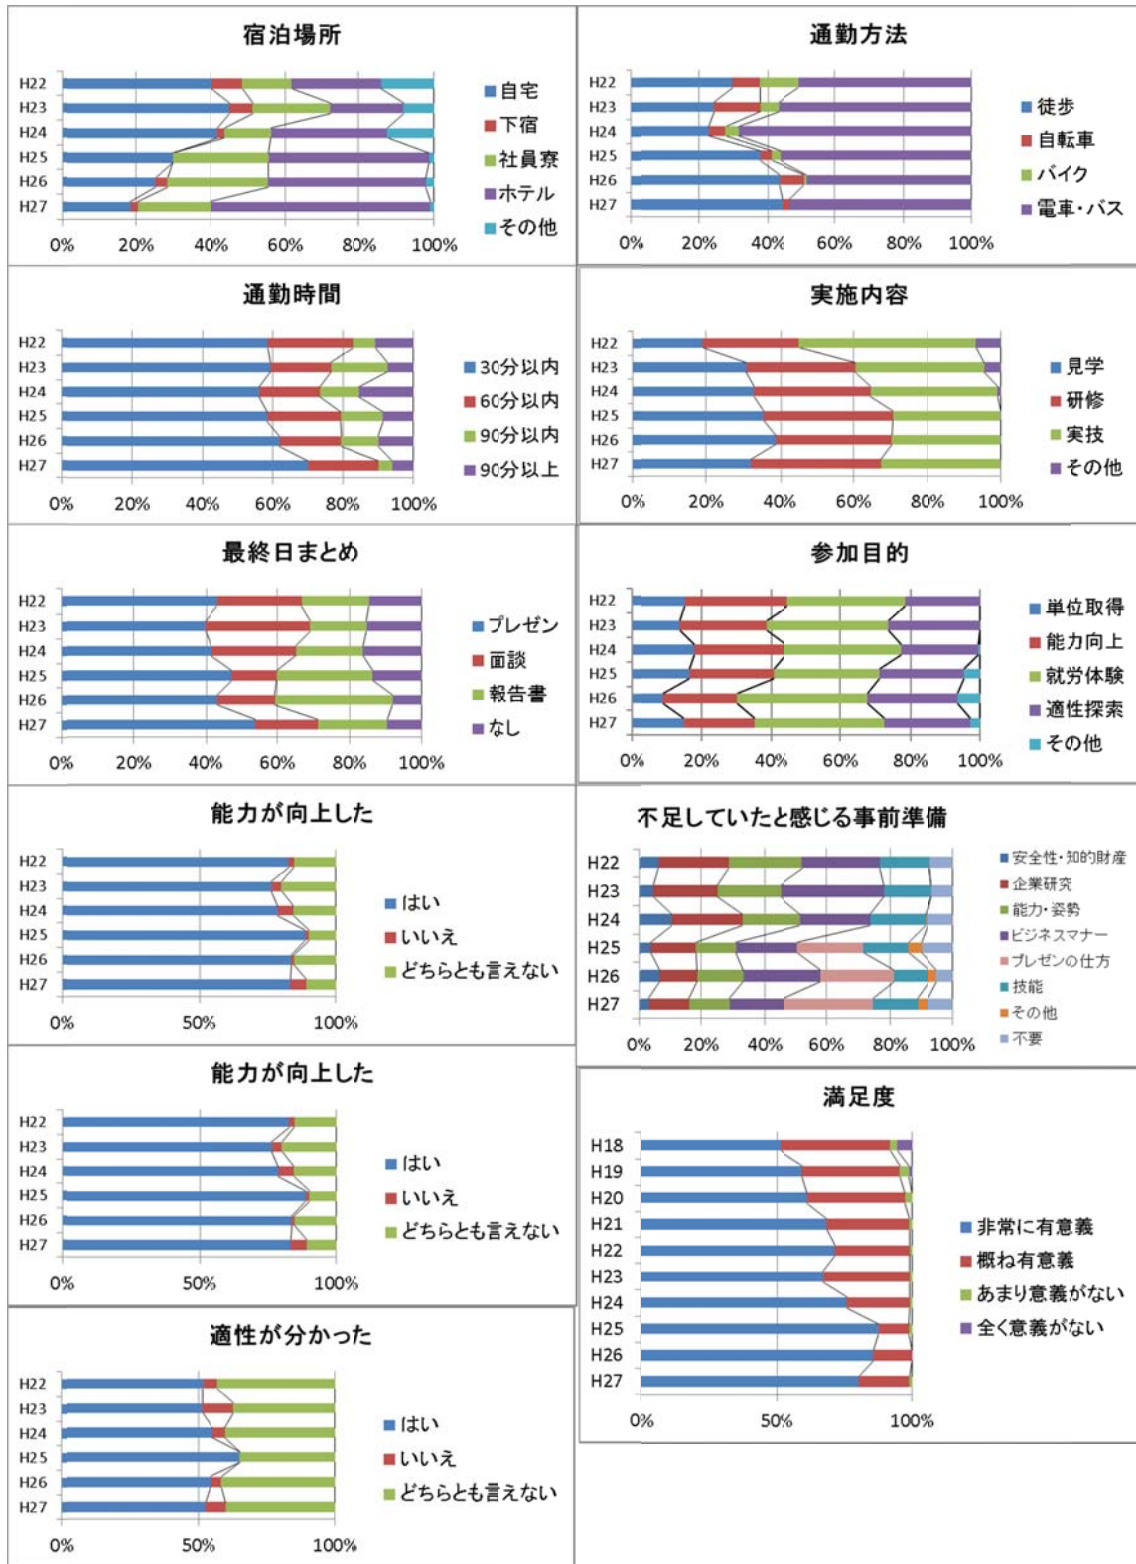 宿泊場所
H22
H23
H24
H25
H26
H27
0% 20% 40% 60% 80% 100%
自宅
下宿
社員寮
ホテル
その他
通勤方法
H22
H23
H24
H25
H26
H27
0% 20% 40% 60% 80% 100%
徒歩
自転車
バイク
電車・バス
通勤時間
H22
H23
H24
H25
H26
H27
0% 20% 40% 60% 80% 100%
30分以内
60分以内
90分以内
90分以上
実施内容
H22
H23
H24
H25
H26
H27
0% 20% 40% 60% 80% 100%
見学
研修
実技
その他
最終日まとめ
H22
H23
H24
H25
H26
H27
0% 20% 40% 60% 80% 100%
プレゼン
面談
報告書
なし
参加目的
H22
H23
H24
H25
H26
H27
0% 20% 40% 60% 80% 100%
単位取得
能力向上
就労体験
適性探索
その他
能力が向上した
H22
H23
H24
H25
H26
H27
0% 50% 100%
はい
いいえ
どちらとも言えない
不足していたと感じる事前準備
H22
H23
H24
H25
H26
H27
0% 20% 40% 60% 80% 100%
安全性・知的財産
企業研究
能力・姿勢
ビジネスマナー
プレゼンの仕方
技能
その他
不要
能力が向上した
H22
H23
H24
H25
H26
H27
0% 50% 100%
はい
いいえ
どちらとも言えない
満足度
H18
H19
H20
H21
H22
H23
H24
H25
H26
H27
0% 50% 100%
非常に有意義
概ね有意義
あまり意義がない
全く意義がない
適性が分かった
H22
H23
H24
H25
H26
H27
0% 50% 100%
はい
いいえ
どちらとも言えない